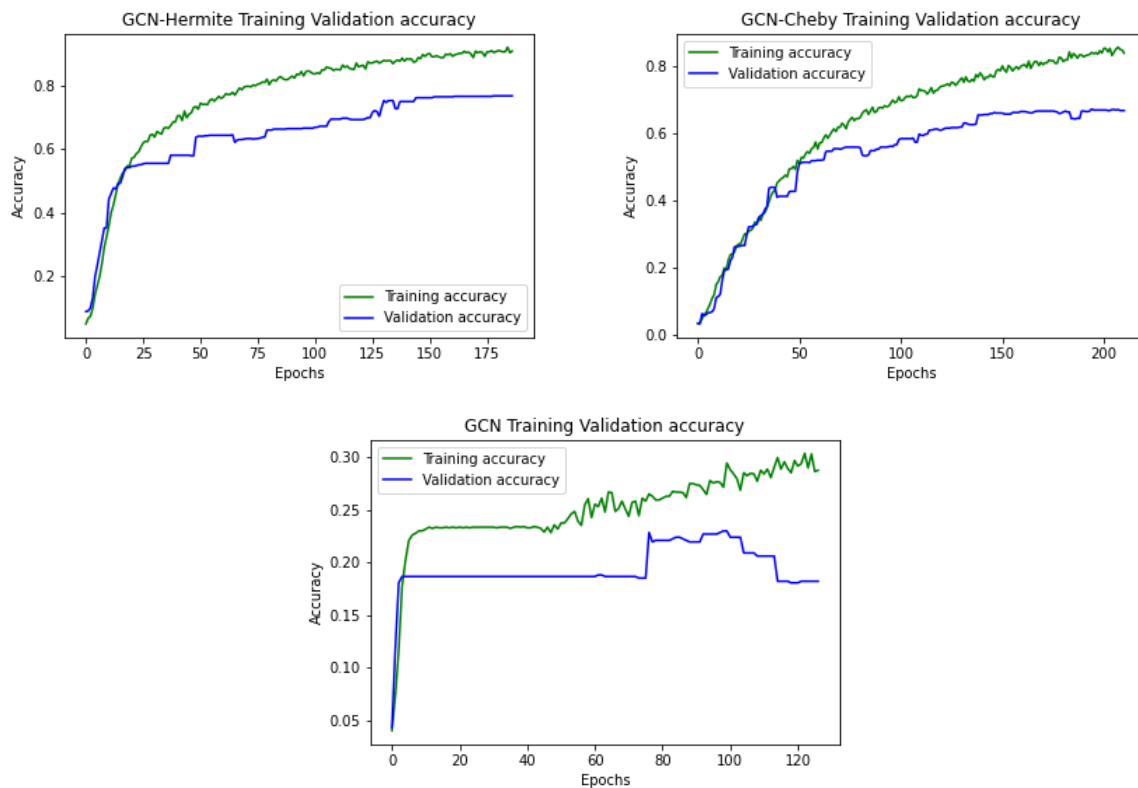 GCN-Hermite Training Validation accuracy
0.8
0.6
0.4
0.2
Accuracy
Training accuracy
Validation accuracy
0 25 50 75 100 125 150 175
Epochs
GCN-Cheby Training Validation accuracy
Training accuracy
Validation accuracy
0.8
0.6
0.4
0.2
0.0
Accuracy
0 50 100 150 200
Epochs
GCN Training Validation accuracy
Training accuracy
Validation accuracy
0.30
0.25
0.20
0.15
0.10
0.05
Accuracy
0 20 40 60 80 100 120
Epochs